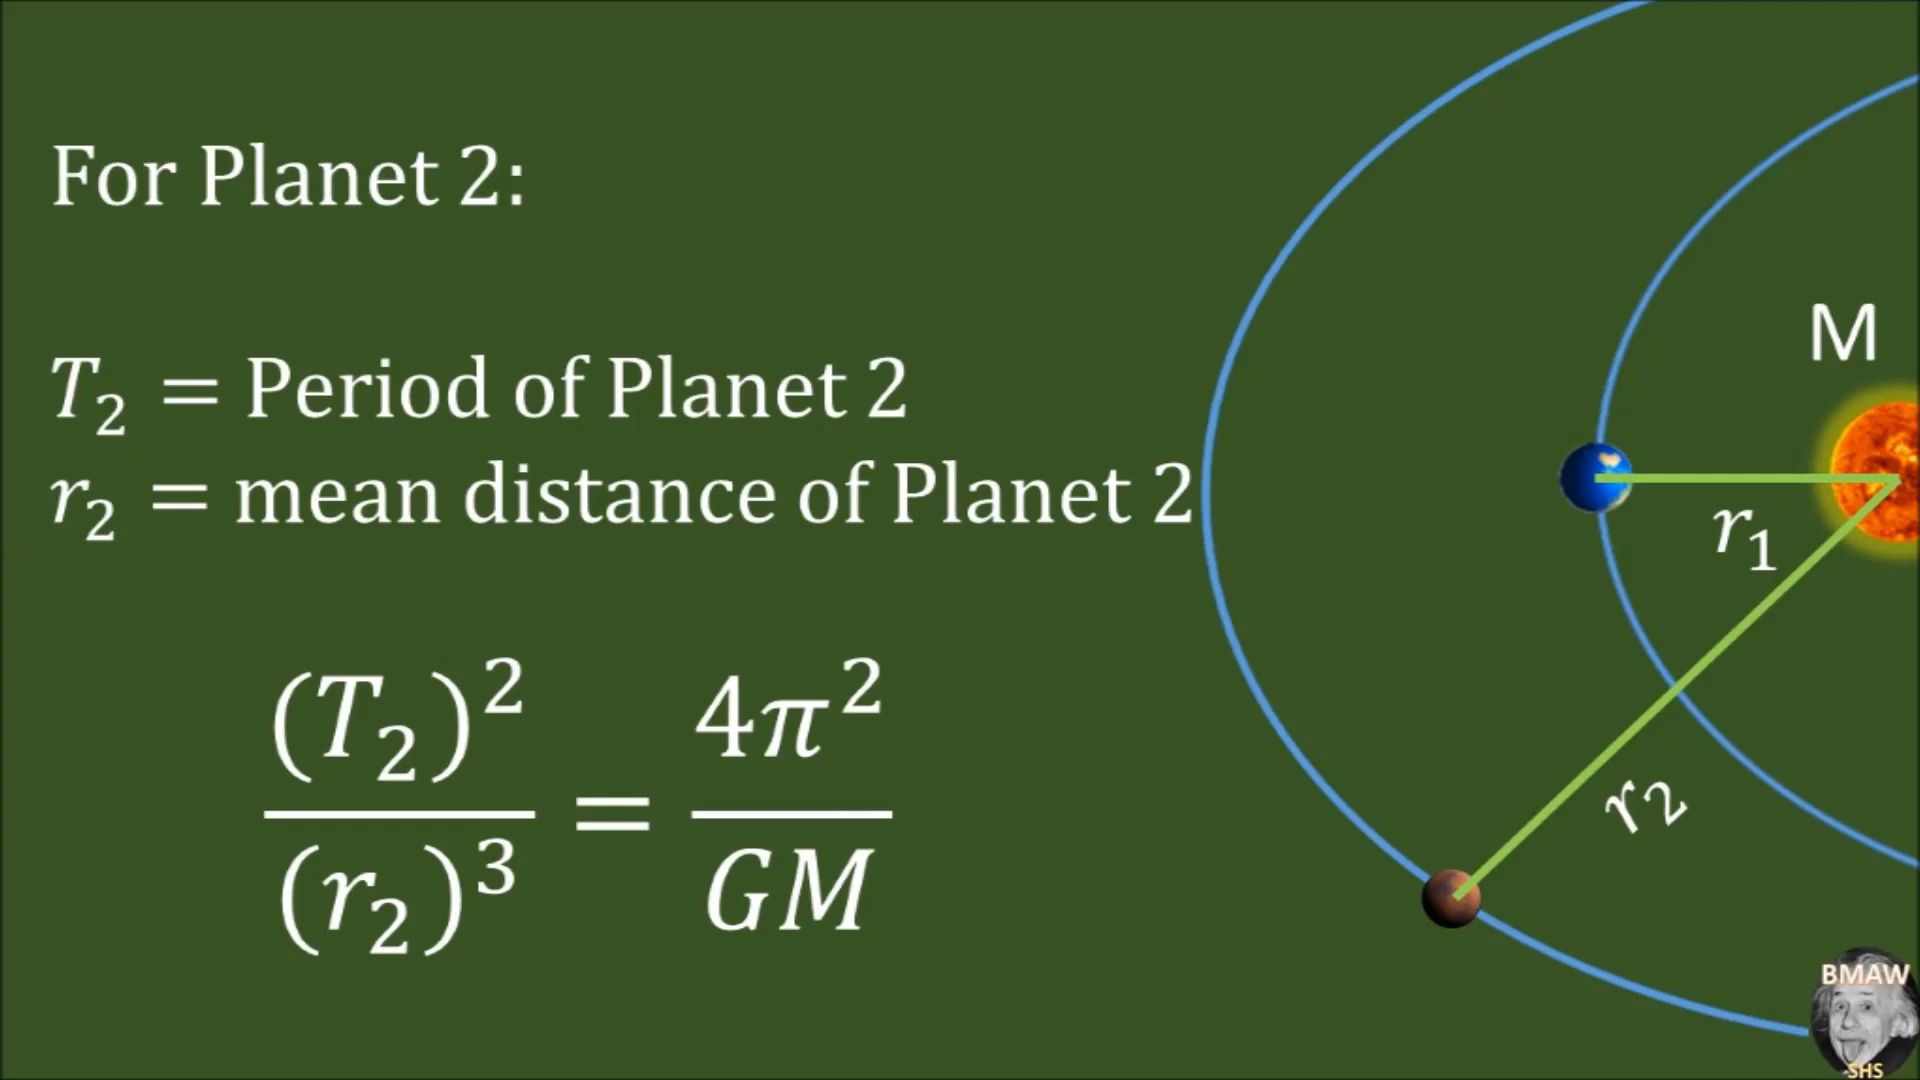 For Planet 2:
T₂ = Period of Planet 2
r₂ = mean distance of Planet 2
(T₂)² / (r₂)³ = 4π² / GM
M
r₁
r₂
BMAW
SHS